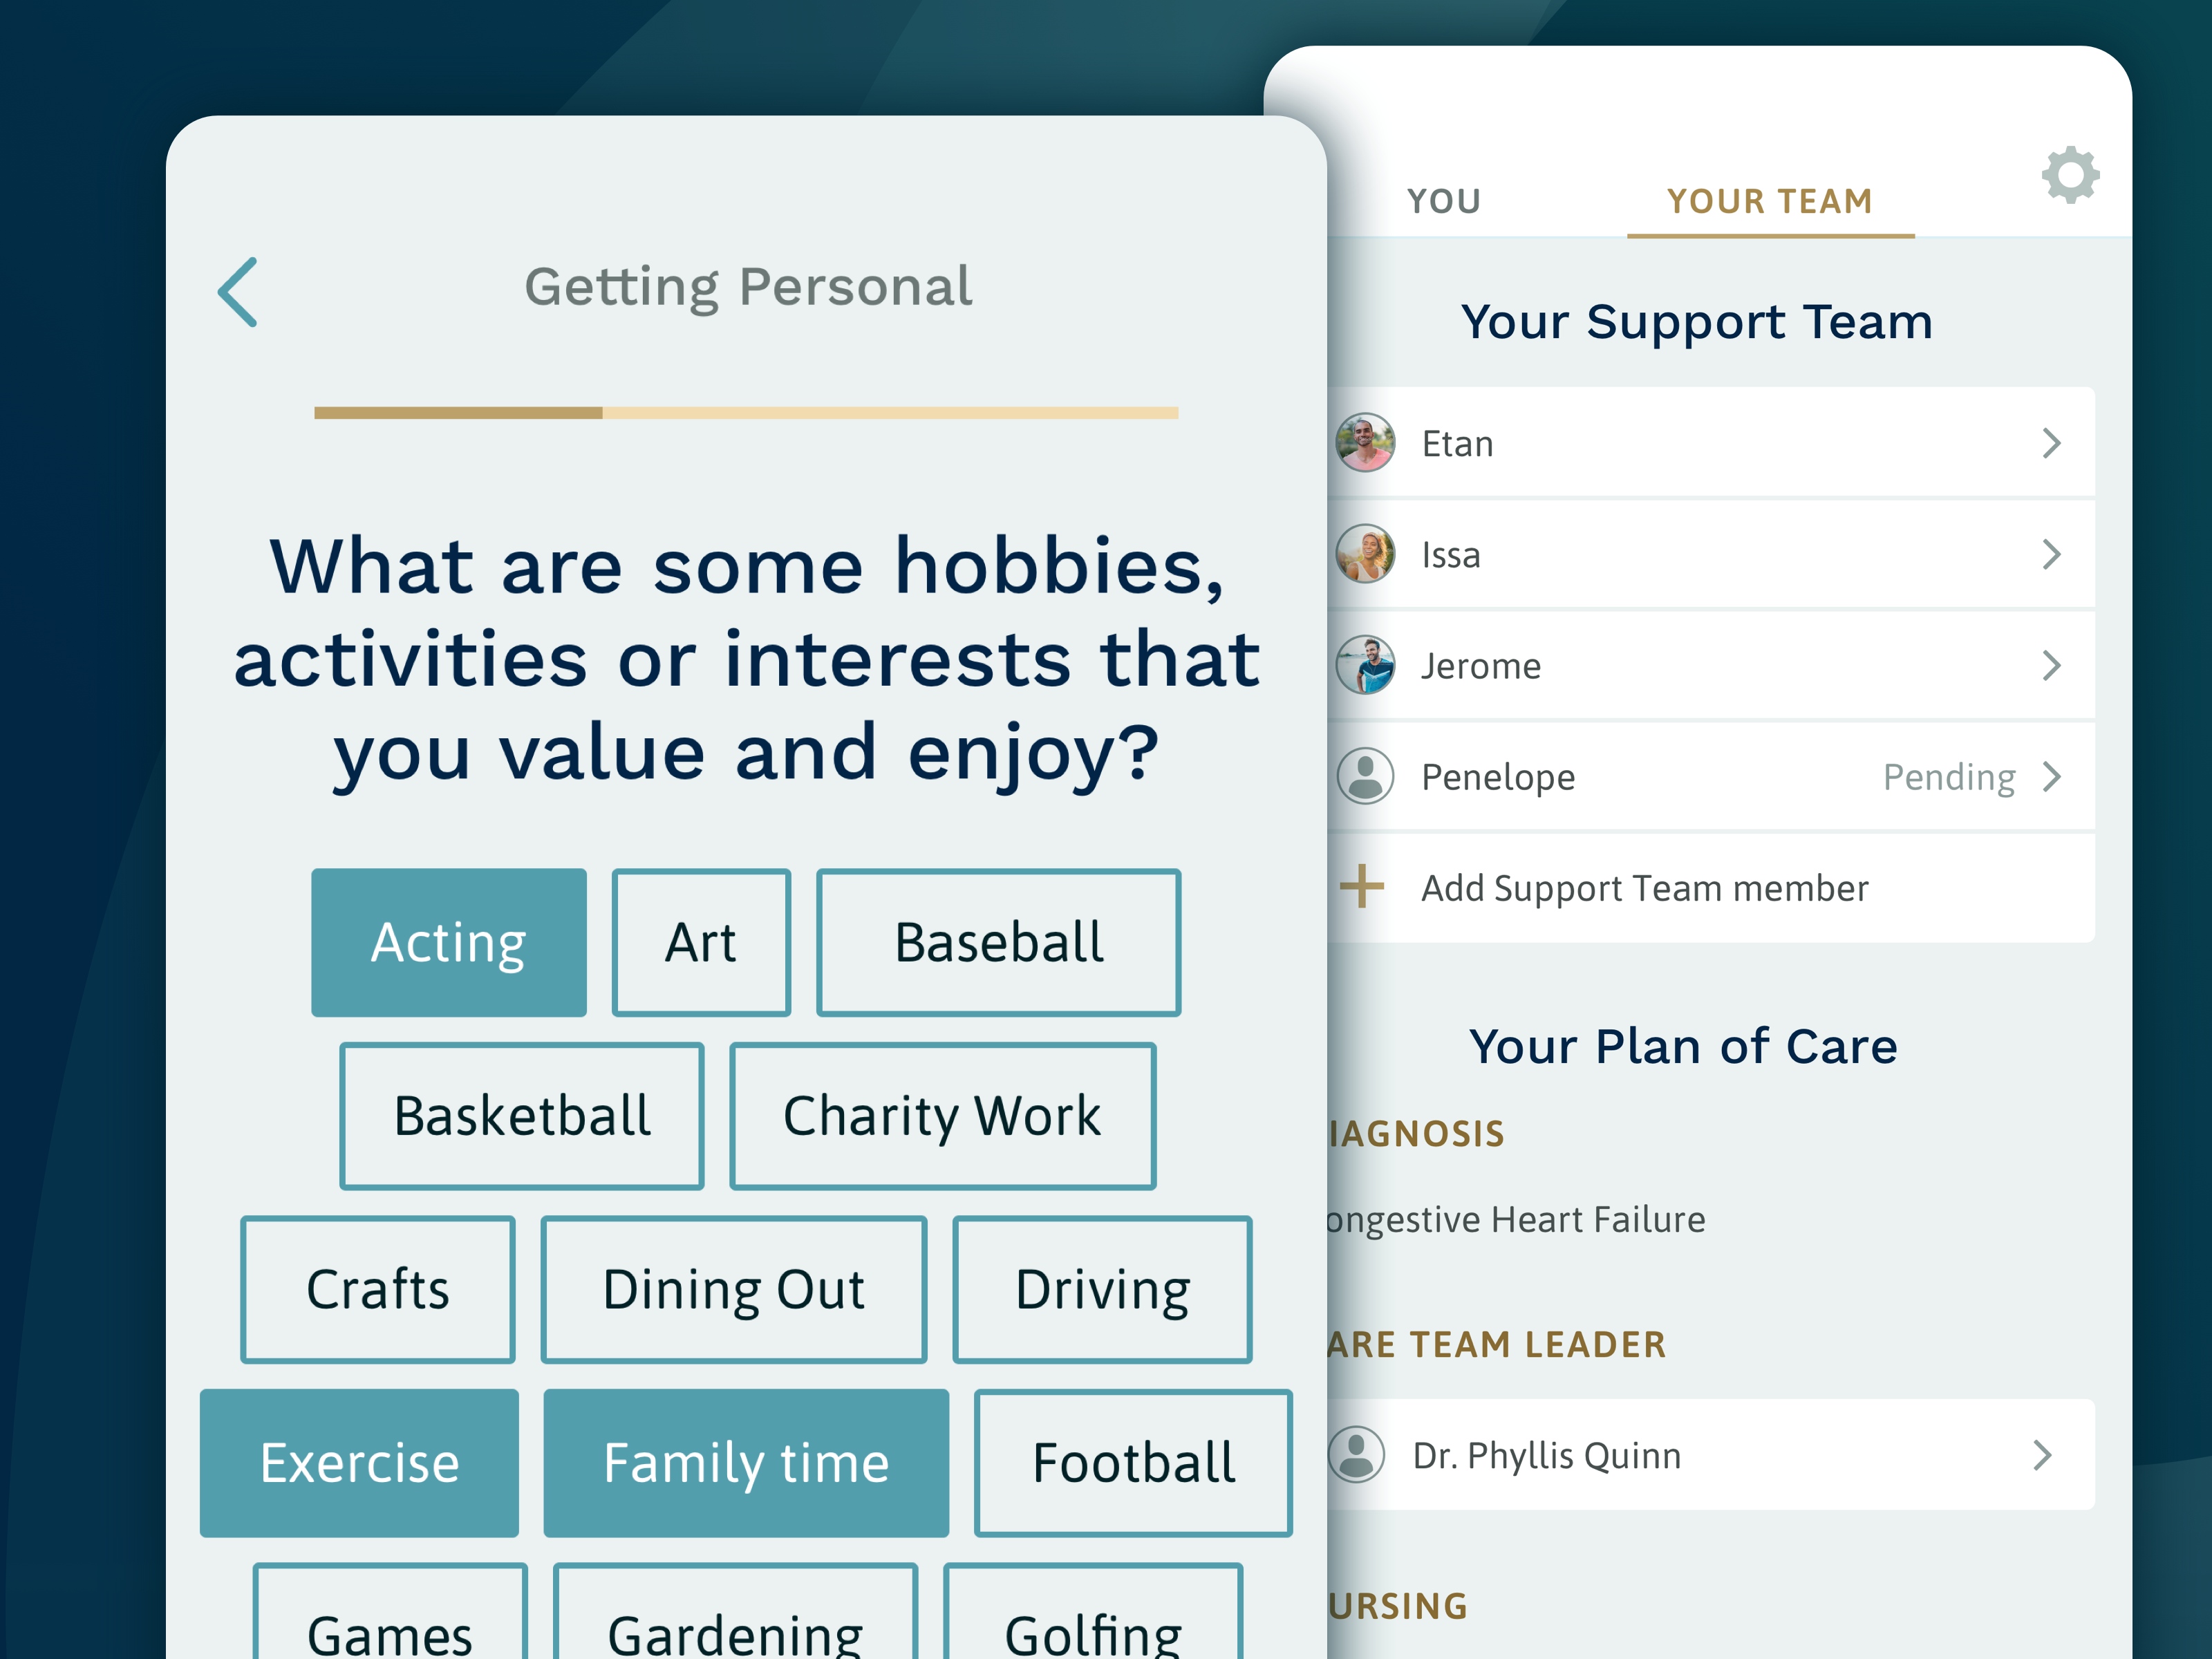 Getting Personal
What are some hobbies,
activities or interests that
you value and enjoy?
Acting
Art
Baseball
Basketball
Charity Work
Crafts
Dining Out
Driving
Exercise
Family time
Football
Games
Gardening
Golfing
YOU
YOUR TEAM
Your Support Team
Etan
Issa
Jerome
Penelope
Pending
Add Support Team member
Your Plan of Care
IAGNOSIS
ongestive Heart Failure
ARE TEAM LEADER
Dr. Phyllis Quinn
URSING